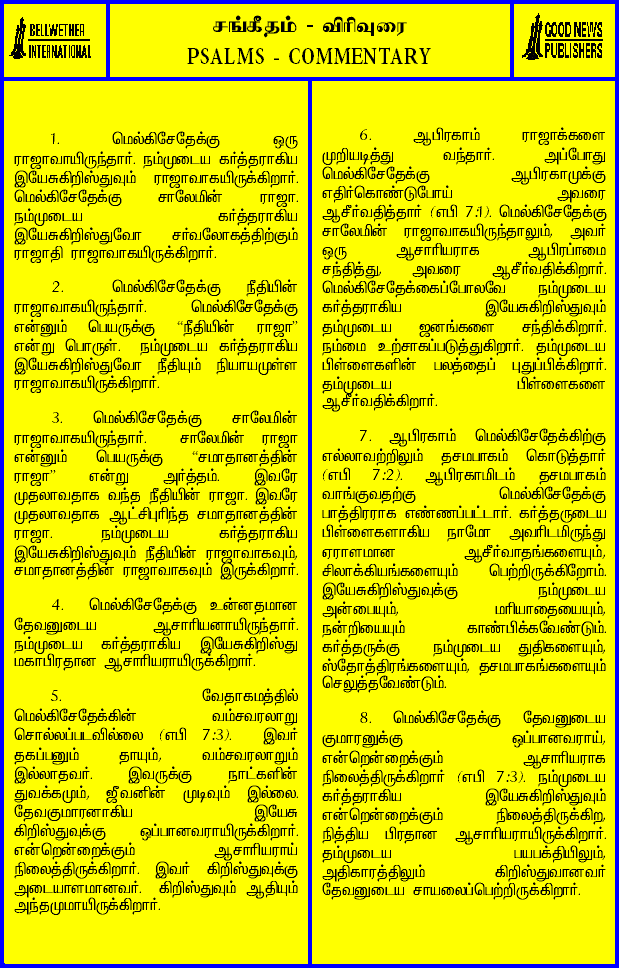 BELLWETHER
INTERNATIONAL
சங்கீதம் - விரிவுரை
PSALMS - COMMENTARY
GOOD NEWS
PUBLISHERS
1. மெல்கிசேதேக்கு ஒரு
ராஜாவாயிருந்தார். நம்முடைய கர்த்தராகிய
இயேசுகிறிஸ்துவும் ராஜாவாகயிருக்கிறார்.
மெல்கிசேதேக்கு சாலேமின் ராஜா.
நம்முடைய கர்த்தராகிய
இயேசுகிறிஸ்துவோ சர்வலோகத்திற்கும்
ராஜாதி ராஜாவாகயிருக்கிறார்.
2. மெல்கிசேதேக்கு நீதியின்
ராஜாவாகயிருந்தார். மெல்கிசேதேக்கு
என்னும் பெயருக்கு “நீதியின் ராஜா”
என்று பொருள். நம்முடைய கர்த்தராகிய
இயேசுகிறிஸ்துவோ நீதியும் நியாயமுள்ள
ராஜாவாகயிருக்கிறார்.
3. மெல்கிசேதேக்கு சாலேமின்
ராஜாவாகயிருந்தார். சாலேமின் ராஜா
என்னும் பெயருக்கு “சமாதானத்தின்
ராஜா” என்று அர்த்தம். இவரே
முதலாவதாக வந்த நீதியின் ராஜா. இவரே
முதலாவதாக ஆட்சிபுரிந்த சமாதானத்தின்
ராஜா. நம்முடைய கர்த்தராகிய
இயேசுகிறிஸ்துவும் நீதியின் ராஜாவாகவும்,
சமாதானத்தின் ராஜாவாகவும் இருக்கிறார்.
4. மெல்கிசேதேக்கு உன்னதமான
தேவனுடைய ஆசாரியனாயிருந்தார்.
நம்முடைய கர்த்தராகிய இயேசுகிறிஸ்து
மகாபிரதான ஆசாரியராயிருக்கிறார்.
5. வேதாகமத்தில்
மெல்கிசேதேக்கின் வம்சவரலாறு
சொல்லப்படவில்லை (எபி 7:3). இவர்
தகப்பனும் தாயும், வம்சவரலாறும்
இல்லாதவர். இவருக்கு நாட்களின்
துவக்கமும், ஜீவனின் முடிவும் இல்லை.
தேவகுமாரனாகிய இயேசு
கிறிஸ்துவுக்கு ஒப்பானவராயிருக்கிறார்.
என்றென்றைக்கும் ஆசாரியராய்
நிலைத்திருக்கிறார். இவர் கிறிஸ்துவுக்கு
அடையாளமானவர். கிறிஸ்துவும் ஆதியும்
அந்தமுமாயிருக்கிறார்.
6. ஆபிரகாம் ராஜாக்களை
முறியடித்து வந்தார். அப்போது
மெல்கிசேதேக்கு ஆபிரகாமுக்கு
எதிர்கொண்டுபோய் அவரை
ஆசீர்வதித்தார் (எபி 7:1). மெல்கிசேதேக்கு
சாலேமின் ராஜாவாகயிருந்தாலும், அவர்
ஒரு ஆசாரியராக ஆபிரப்ாமை
சந்தித்து, அவரை ஆசீர்வதிக்கிறார்.
மெல்கிசேதேக்கைப்போலவே நம்முடைய
கர்த்தராகிய இயேசுகிறிஸ்துவும்
தம்முடைய ஜனங்களை சந்திக்கிறார்.
நம்மை உற்சாகப்படுத்துகிறார். தம்முடைய
பிள்ளைகளின் பலத்தைப் புதுப்பிக்கிறார்.
தம்முடைய பிள்ளைகளை
ஆசீர்வதிக்கிறார்.
7. ஆபிரகாம் மெல்கிசேதேக்கிற்கு
எல்லாவற்றிலும் தசமபாகம் கொடுத்தார்
(எபி 7:2). ஆபிரகாமிடம் தசமபாகம்
வாங்குவதற்கு மெல்கிசேதேக்கு
பாத்திரராக எண்ணப்பட்டார். கர்த்தருடைய
பிள்ளைகளாகிய நாமோ அவரிடமிருந்து
ஏராளமான ஆசீர்வாதங்களையும்,
சிலாக்கியங்களையும் பெற்றிருக்கிறோம்.
இயேசுகிறிஸ்துவுக்கு நம்முடைய
அன்பையும், மரியாதையையும்,
நன்றியையும் காண்பிக்கவேண்டும்.
கர்த்தருக்கு நம்முடைய துதிகளையும்,
ஸ்தோத்திரங்களையும், தசமபாகங்களையும்
செலுத்தவேண்டும்.
8. மெல்கிசேதேக்கு தேவனுடைய
குமாரனுக்கு ஒப்பானவராய்,
என்றென்றைக்கும் ஆசாரியராக
நிலைத்திருக்கிறார் (எபி 7:3). நம்முடைய
கர்த்தராகிய இயேசுகிறிஸ்துவும்
என்றென்றைக்கும் நிலைத்திருக்கிற,
நித்திய பிரதான ஆசாரியராயிருக்கிறார்.
தம்முடைய பயபக்தியிலும்,
அதிகாரத்திலும் கிறிஸ்துவானவர்
தேவனுடைய சாயலைப்பெற்றிருக்கிறார்.